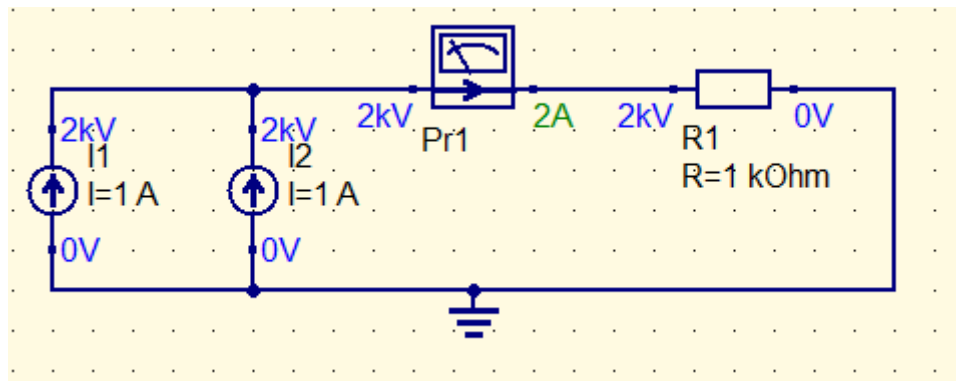 2kV
I1
I=1 A
0V
2kV
I2
I=1 A
0V
2kV
Pr1
2A
2kV
R1
R=1 kOhm
0V